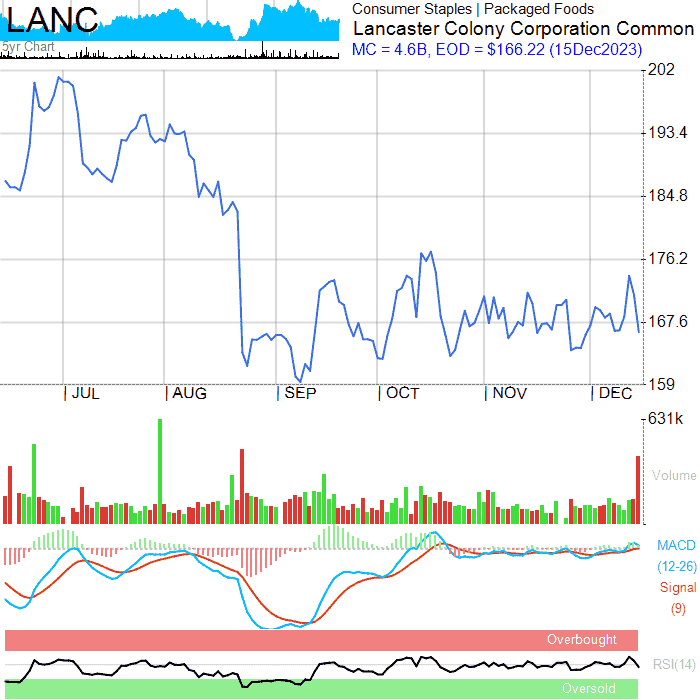 LANC
5yr Chart
Consumer Staples | Packaged Foods
Lancaster Colony Corporation Common
MC = 4.6B, EOD = $166.22 (15Dec2023)
202
193.4
184.8
176.2
167.6
159
JUL AUG SEP OCT NOV DEC
631k
Volume
MACD
(12-26)
Signal
(9)
Overbought
RSI(14)
Oversold